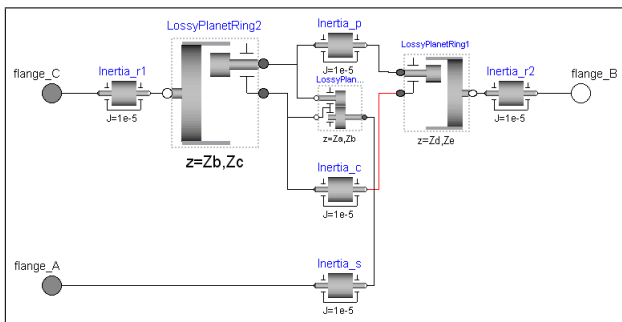 LossyPlanetRing2
Inertia_p
LossyPlanetRing1
flange_C
Inertia_r1
J=1e-5
LossyPlan...
Inertia_r2
flange_B
J=1e-5
J=1e-5
z=Za,Zb
z=Zd,Ze
z=Zb,Zc
Inertia_c
J=1e-5
flange_A
Inertia_s
J=1e-5